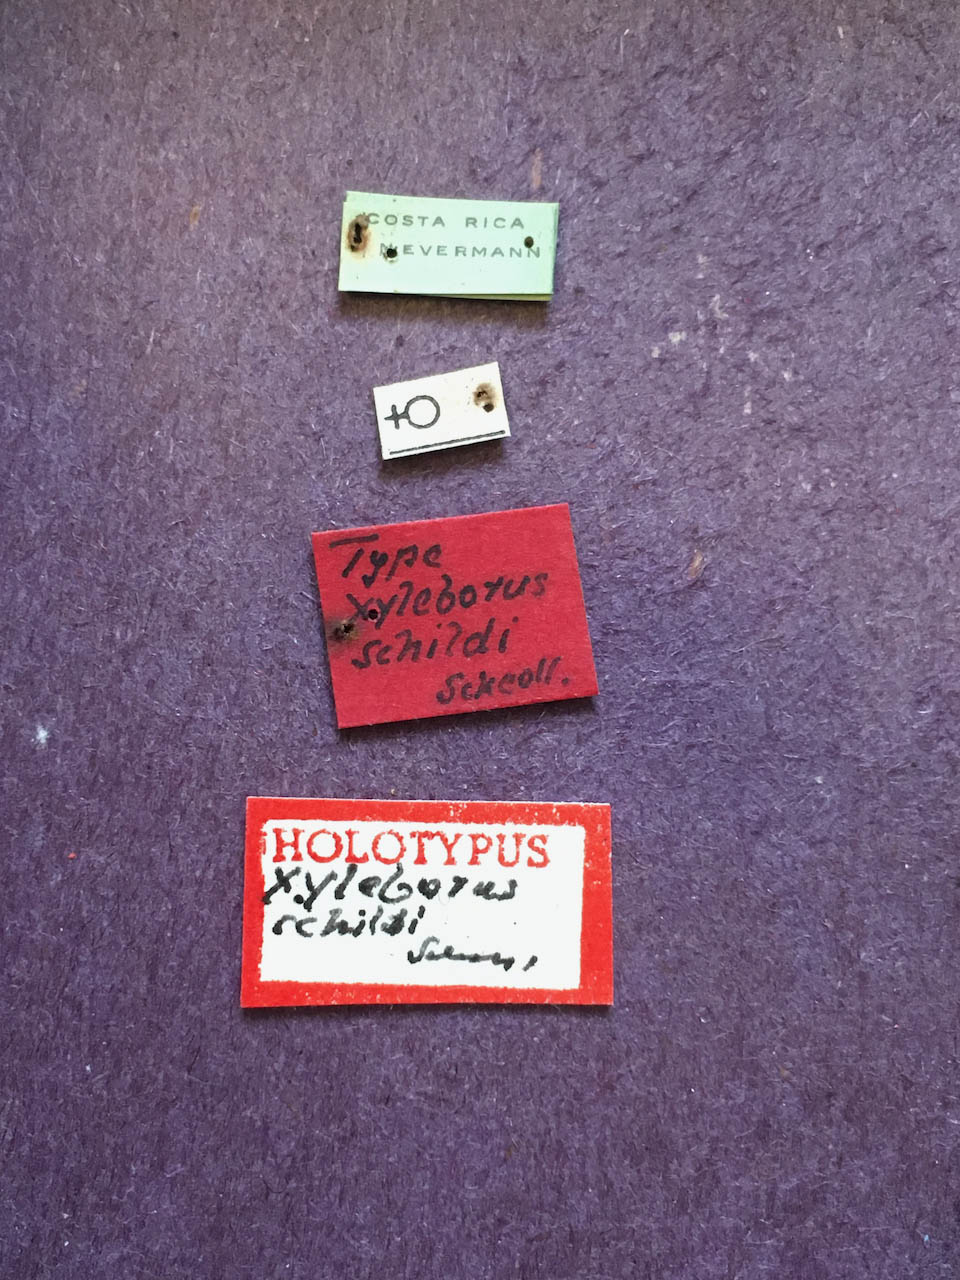 COSTA RICA
NEVERMANN
♀
Type
Xyleborus
schildi
Schedl.
HOLOTYPUS
Xyleborus
schildi